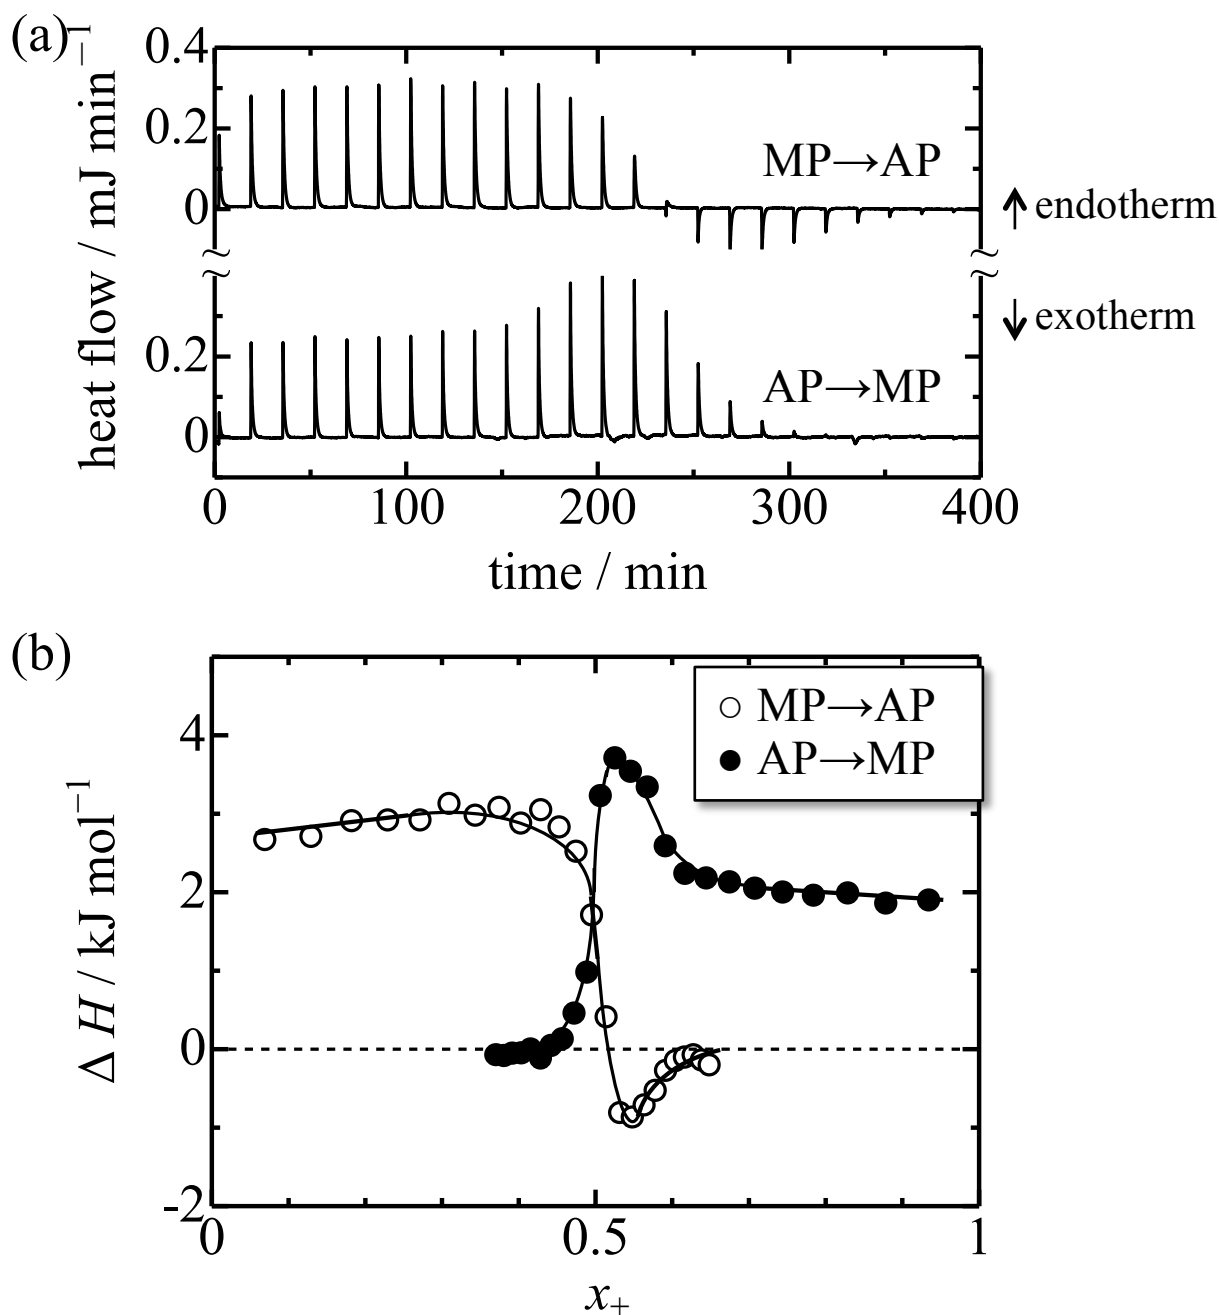 (a)
heat flow / mJ min⁻¹
0.4
0.2
0
MP→AP
↑ endotherm
↓ exotherm
0.2
0
AP→MP
0 100 200 300 400
time / min
(b)
Δ H / kJ mol⁻¹
4
2
0
-2
MP→AP
AP→MP
0 0.5 1
x₊